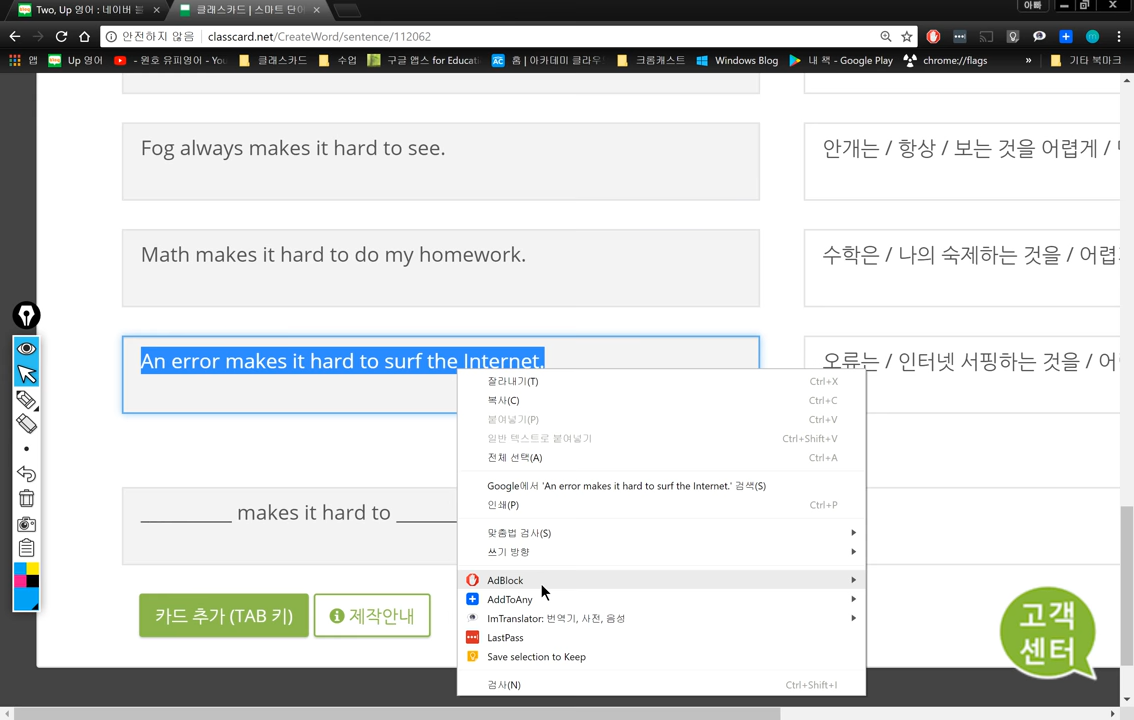 Two, Up 영어 : 네이버 블
클래스카드 | 스마트 단어
아빠
안전하지 않음
classcard.net/CreateWord/sentence/112062
앱
Up 영어
- 원호 유피영어 - You
클래스카드
수업
구글 앱스 for Educati
홈 | 아카데미 클라우
크롬캐스트
Windows Blog
내 책 - Google Play
chrome://flags
»
기타 북마크
Fog always makes it hard to see.
안개는 / 항상 / 보는 것을 어렵게 /
Math makes it hard to do my homework.
수학은 / 나의 숙제하는 것을 / 어렵
An error makes it hard to surf the Internet.
오류는 / 인터넷 서핑하는 것을 / 어
잘라내기(T) Ctrl+X
복사(C) Ctrl+C
붙여넣기(P) Ctrl+V
일반 텍스트로 붙여넣기 Ctrl+Shift+V
전체 선택(A) Ctrl+A
Google에서 'An error makes it hard to surf the Internet.' 검색(S)
인쇄(P) Ctrl+P
맞춤법 검사(S)
쓰기 방향
AdBlock
AddToAny
ImTranslator: 번역기, 사전, 음성
LastPass
Save selection to Keep
검사(N) Ctrl+Shift+I
__________ makes it hard to ______
카드 추가 (TAB 키)
제작안내
고객
센터